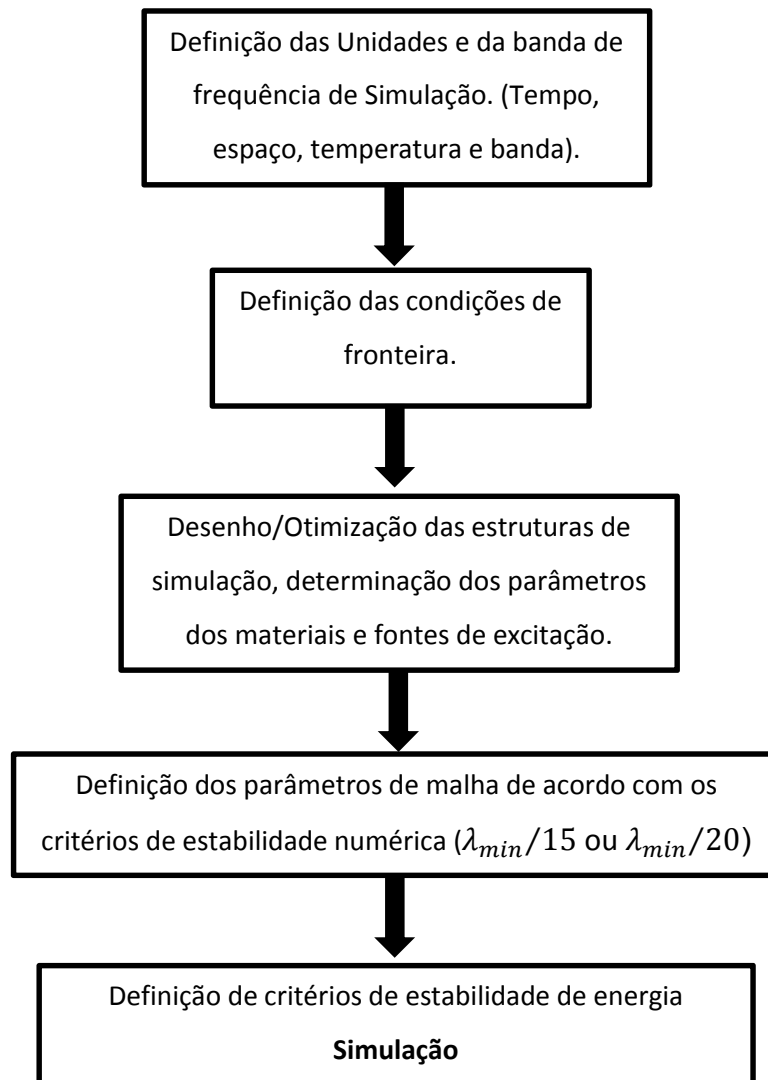 Definição das Unidades e da banda de
frequência de Simulação. (Tempo,
espaço, temperatura e banda).
Definição das condições de
fronteira.
Desenho/Otimização das estruturas de
simulação, determinação dos parâmetros
dos materiais e fontes de excitação.
Definição dos parâmetros de malha de acordo com os
critérios de estabilidade numérica (λ_min/15 ou λ_min/20)
Definição de critérios de estabilidade de energia
Simulação